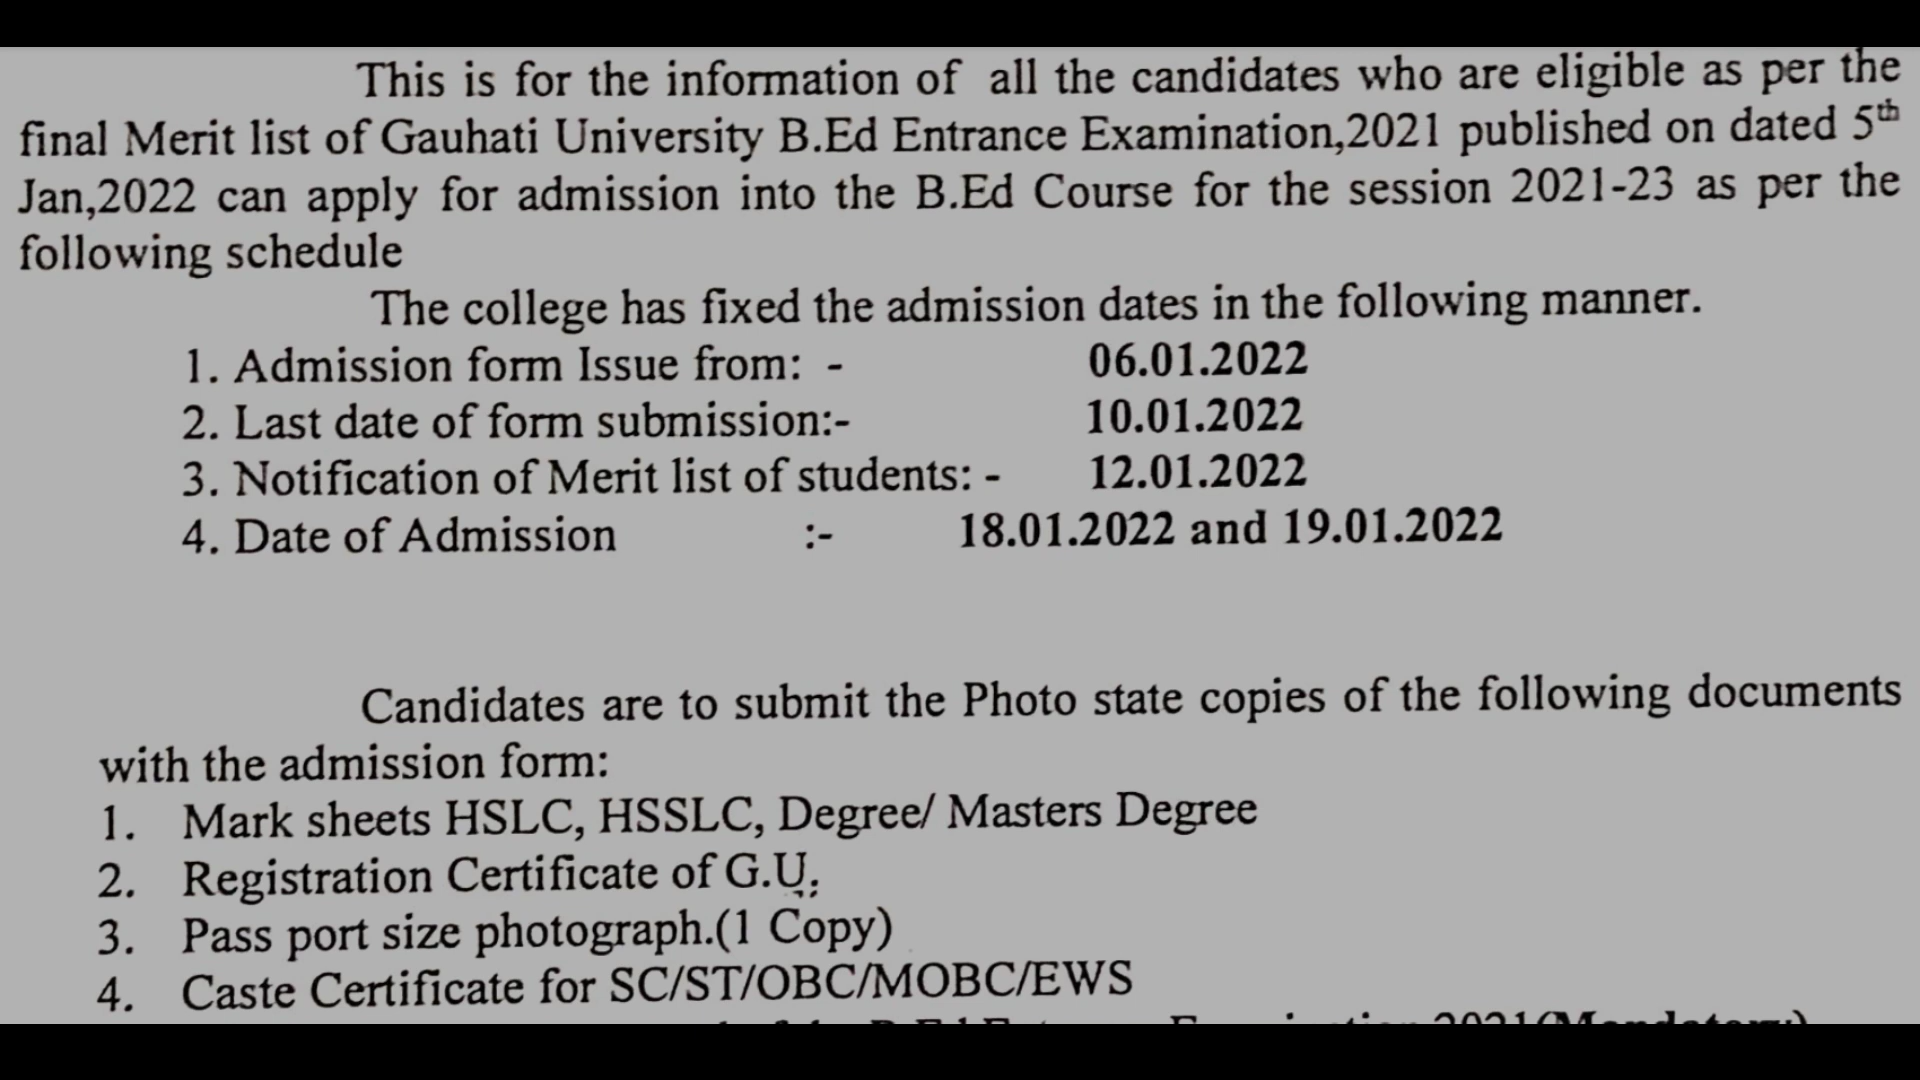 This is for the information of all the candidates who are eligible as per the
final Merit list of Gauhati University B.Ed Entrance Examination,2021 published on dated 5th
Jan,2022 can apply for admission into the B.Ed Course for the session 2021-23 as per the
following schedule
The college has fixed the admission dates in the following manner.
1. Admission form Issue from: - 06.01.2022
2. Last date of form submission:- 10.01.2022
3. Notification of Merit list of students: - 12.01.2022
4. Date of Admission :- 18.01.2022 and 19.01.2022
Candidates are to submit the Photo state copies of the following documents
with the admission form:
1. Mark sheets HSLC, HSSLC, Degree/ Masters Degree
2. Registration Certificate of G.U.
3. Pass port size photograph.(1 Copy)
4. Caste Certificate for SC/ST/OBC/MOBC/EWS
B.Ed Entrance Examination 2021(Mandatory)